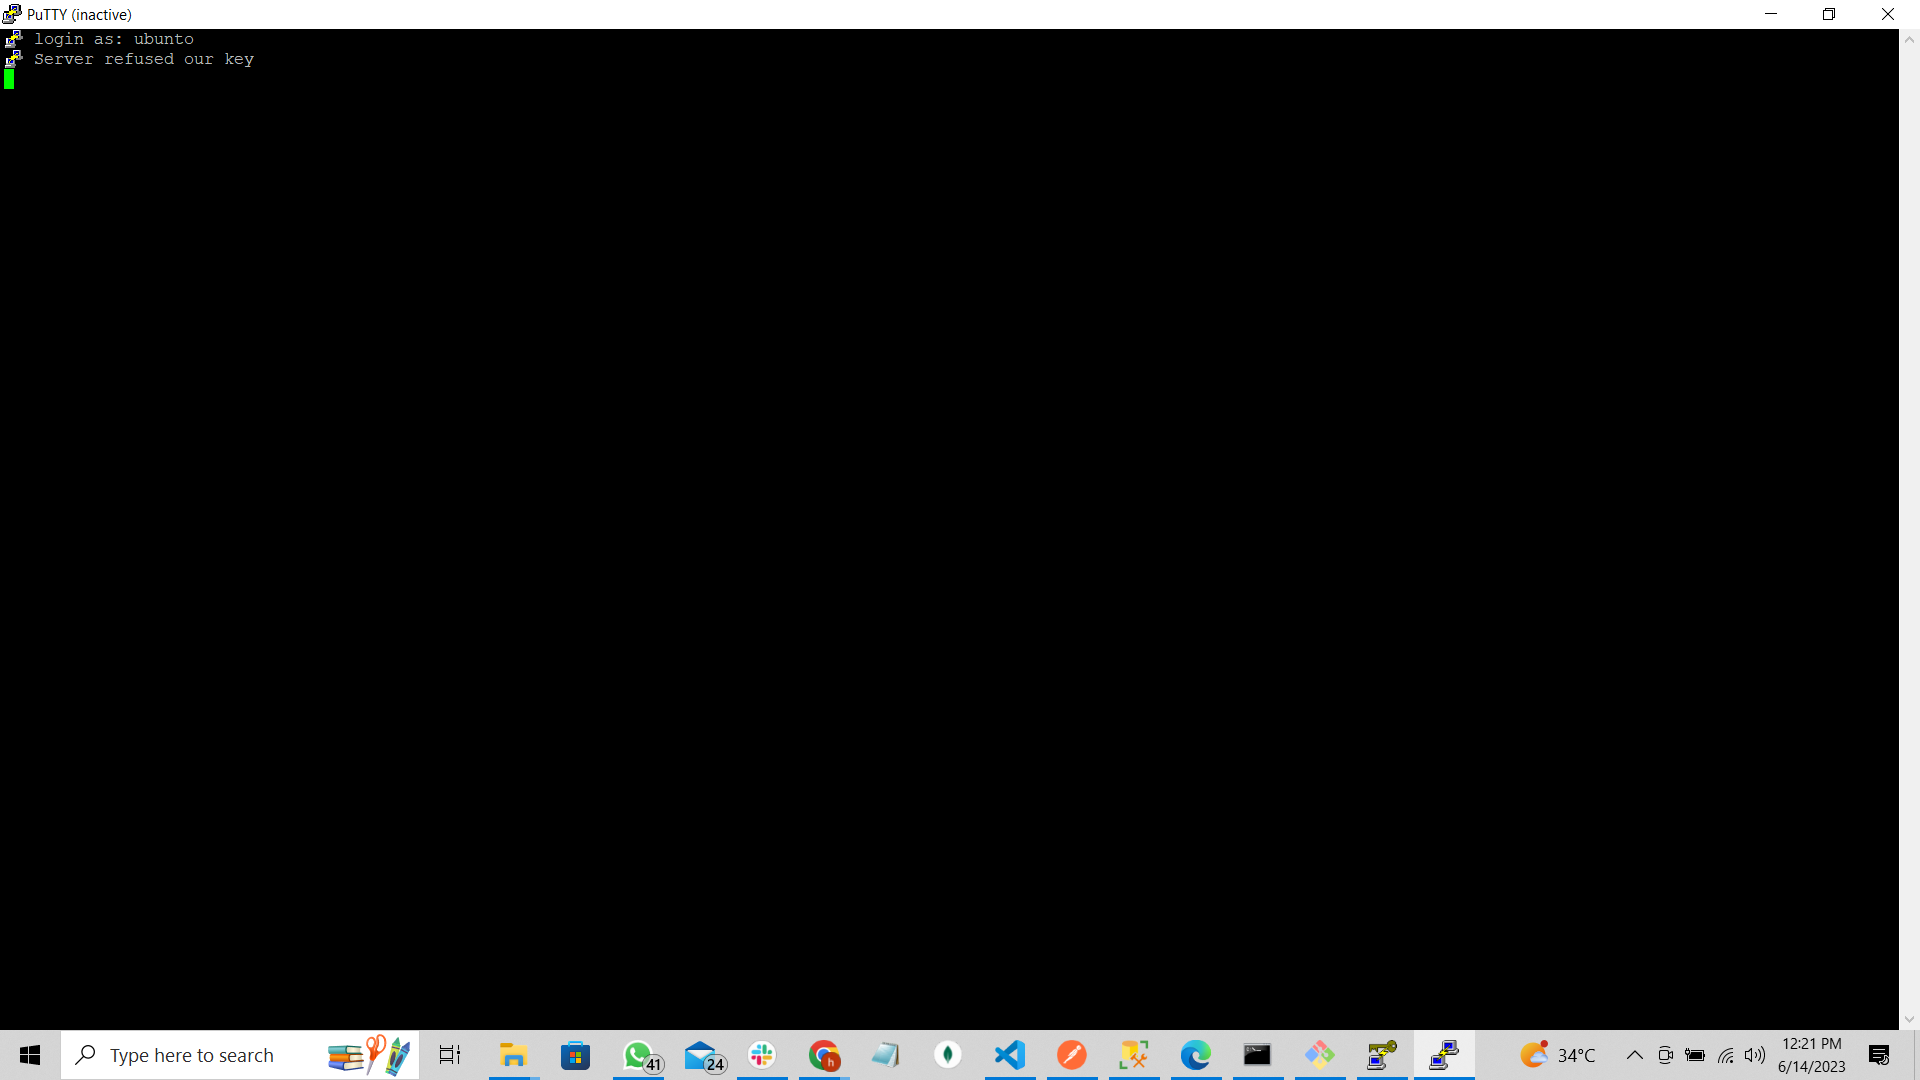 PuTTY (inactive)
login as: ubunto
Server refused our key
Type here to search
41
24
h
34°C
12:21 PM
6/14/2023